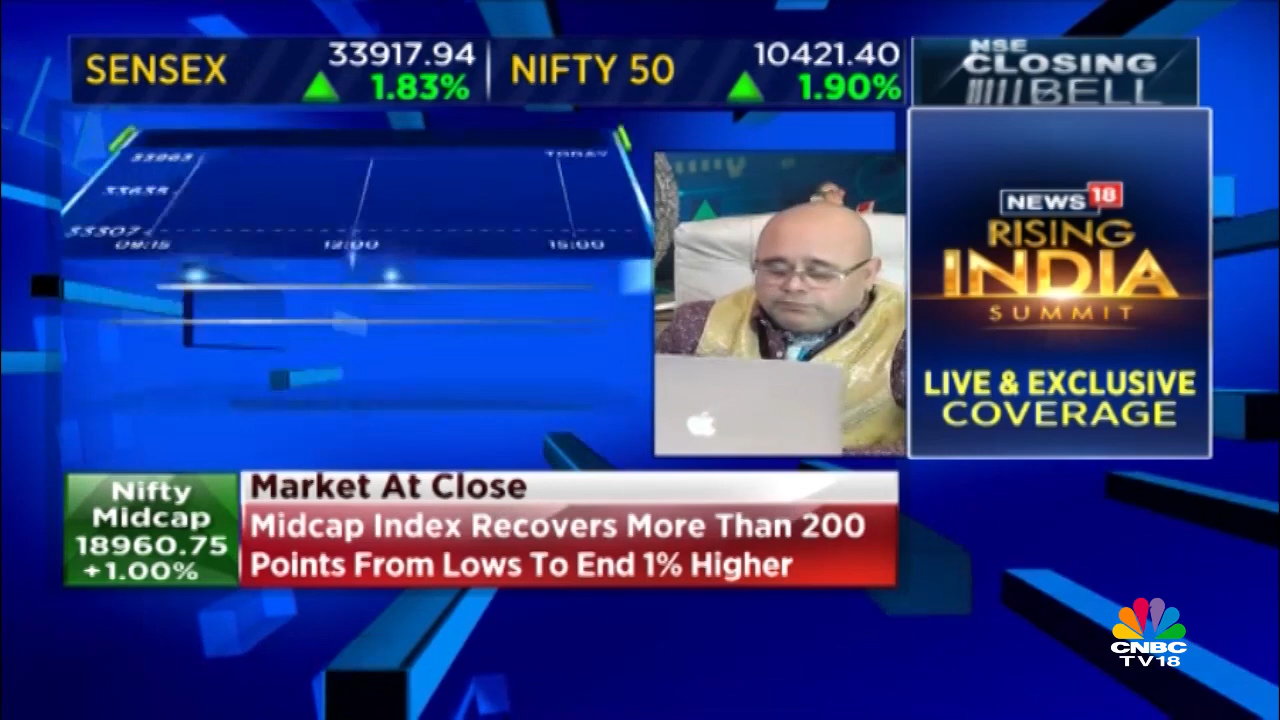 SENSEX
33917.94
1.83%
NIFTY 50
10421.40
1.90%
NSE
CLOSING
BELL
TODAY
33635
09:15
12:00
15:00
NEWS 18
RISING
INDIA
SUMMIT
LIVE & EXCLUSIVE
COVERAGE
Nifty
Midcap
18960.75
+1.00%
Market At Close
Midcap Index Recovers More Than 200
Points From Lows To End 1% Higher
CNBC
TV18